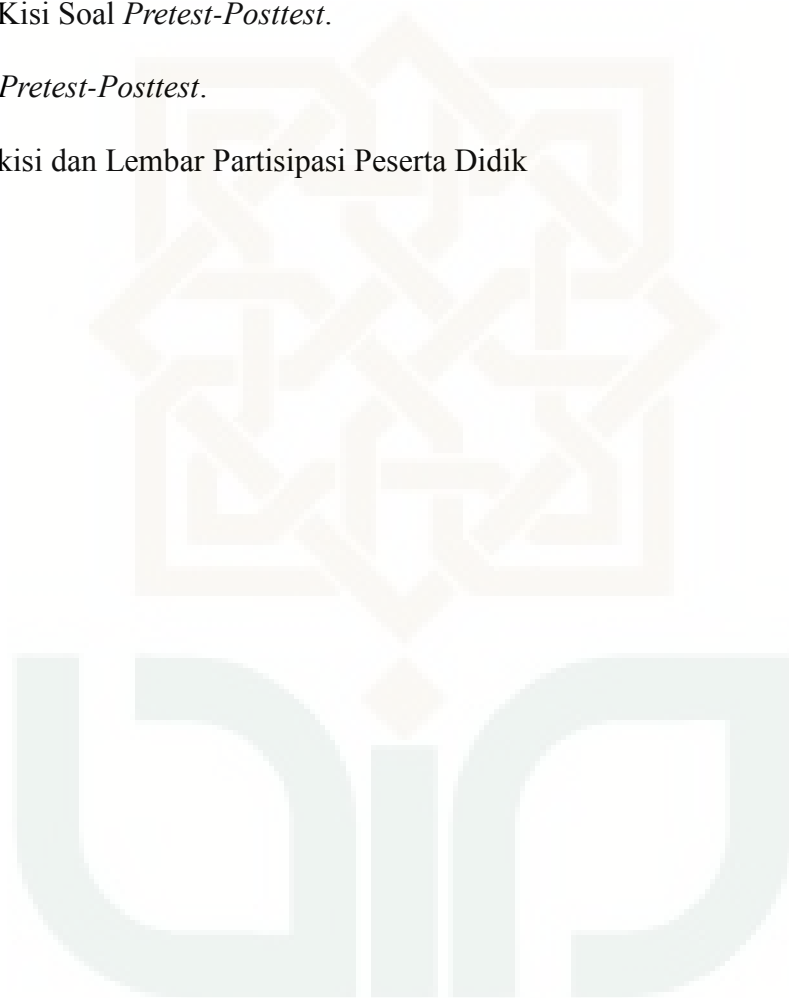 Kisi Soal Pretest-Posttest.
Pretest-Posttest.
kisi dan Lembar Partisipasi Peserta Didik